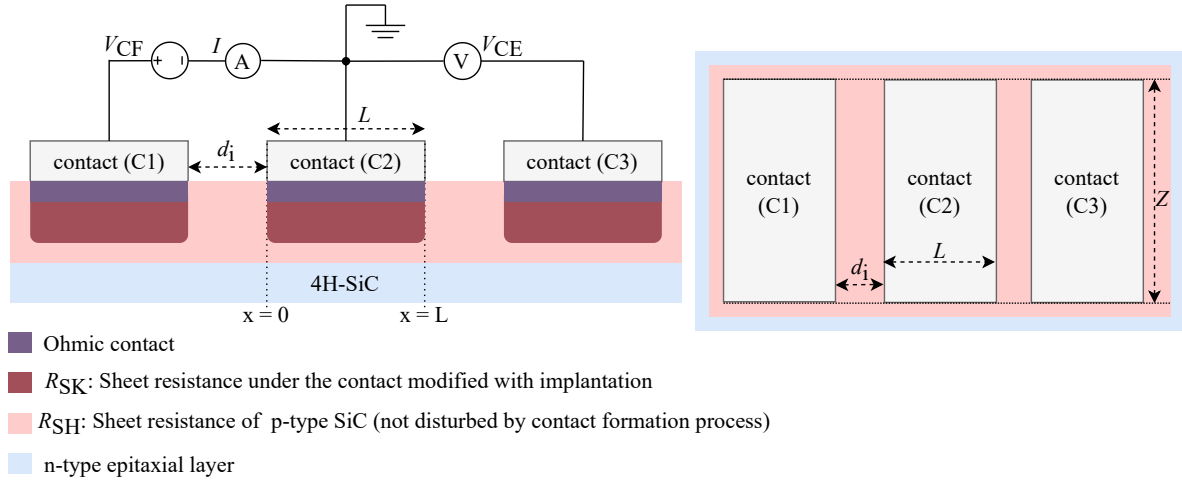 VCF
+
I
A
V
VCE
L
contact (C1)
di
contact (C2)
contact (C3)
4H-SiC
x = 0
x = L
contact
(C1)
contact
(C2)
contact
(C3)
Z
L
di
Ohmic contact
RSK: Sheet resistance under the contact modified with implantation
RSH: Sheet resistance of p-type SiC (not disturbed by contact formation process)
n-type epitaxial layer